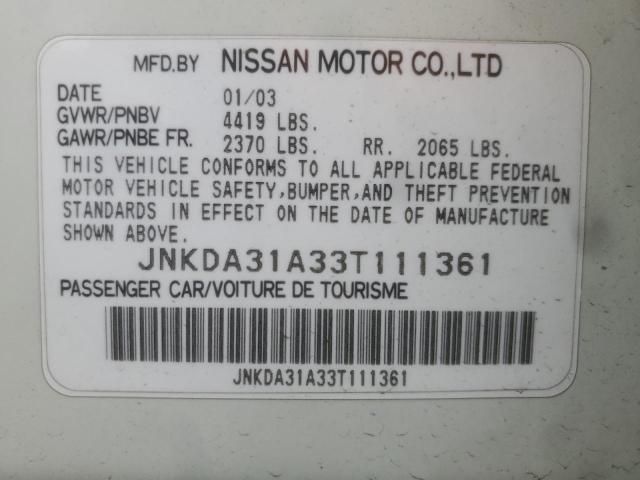 MFD.BY NISSAN MOTOR CO.,LTD
DATE 01/03
GVWR/PNBV 4419 LBS.
GAWR/PNBE FR. 2370 LBS. RR. 2065 LBS.
THIS VEHICLE CONFORMS TO ALL APPLICABLE FEDERAL
MOTOR VEHICLE SAFETY,BUMPER,AND THEFT PREVENTION
STANDARDS IN EFFECT ON THE DATE OF MANUFACTURE
SHOWN ABOVE.
JNKDA31A33T111361
PASSENGER CAR/VOITURE DE TOURISME
JNKDA31A33T111361